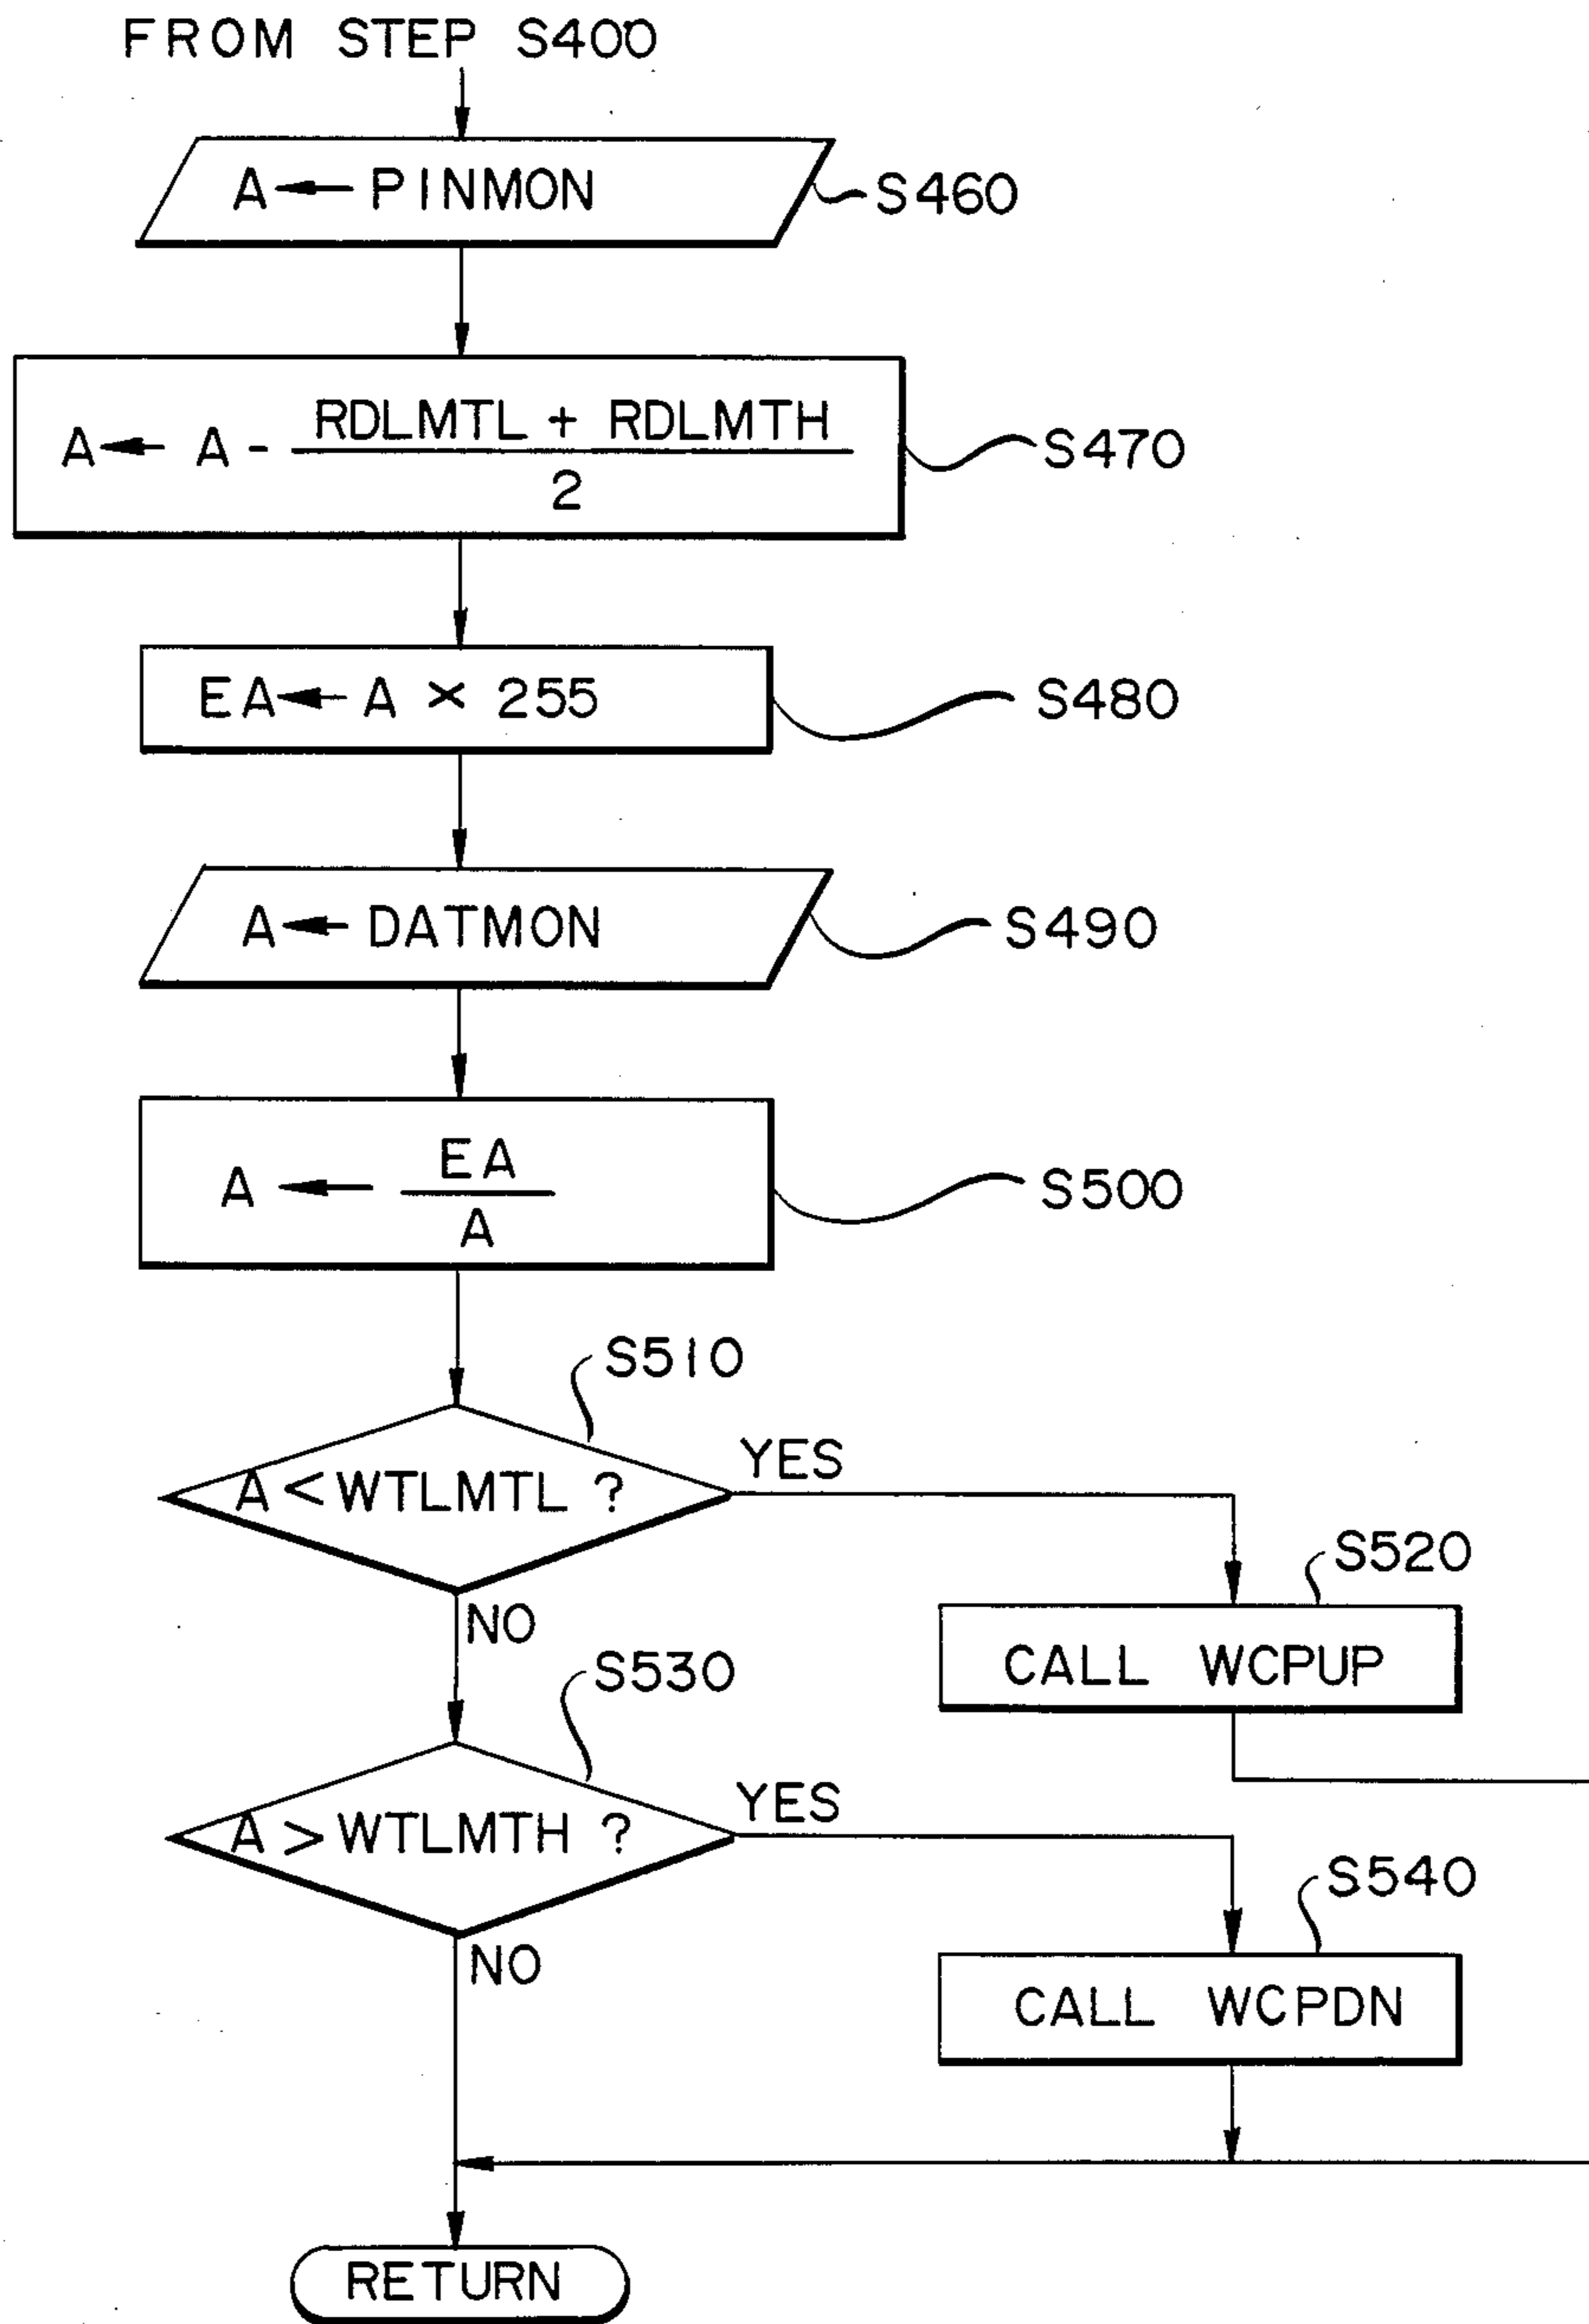 FROM STEP S400
A ← PINMON
S460
A ← A - RDLMTL + RDLMTH
2
S470
EA ← A × 255
S480
A ← DATMON
S490
A ← EA
A
S500
S510
A < WTLMTL ?
YES
S520
CALL WCPUP
NO
S530
A > WTLMTH ?
YES
S540
CALL WCPDN
NO
RETURN